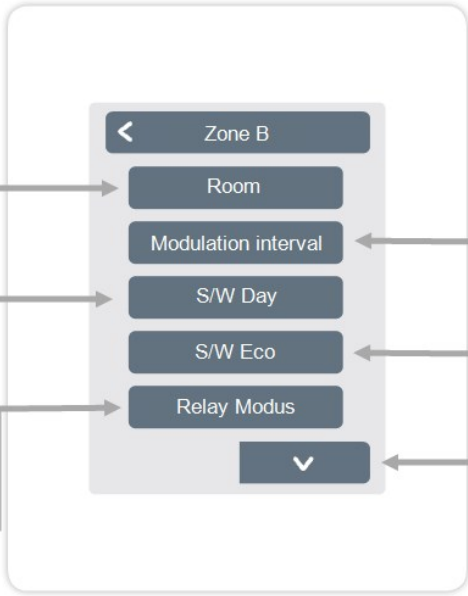 Zone B
Room
Modulation interval
S/W Day
S/W Eco
Relay Modus